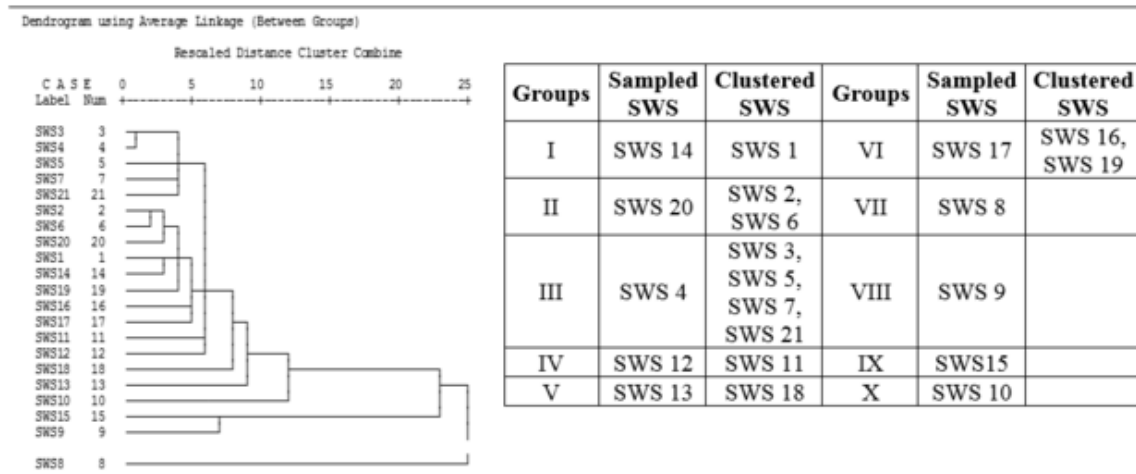 Dendrogram using Average Linkage (Between Groups)
Rescaled Distance Cluster Combine
C A S E 0 5 10 15 20 25
Label Num
SWS3 3
SWS4 4
SWS5 5
SWS7 7
SWS21 21
SWS2 2
SWS6 6
SWS20 20
SWS1 1
SWS14 14
SWS19 19
SWS16 16
SWS17 17
SWS11 11
SWS12 12
SWS18 18
SWS13 13
SWS10 10
SWS15 15
SWS9 9
SWS8 8
Groups Sampled SWS Clustered SWS Groups Sampled SWS Clustered SWS
I SWS 14 SWS 1 VI SWS 17 SWS 16, SWS 19
II SWS 20 SWS 2, SWS 6 VII SWS 8
III SWS 4 SWS 3, SWS 5, SWS 7, SWS 21 VIII SWS 9
IV SWS 12 SWS 11 IX SWS15
V SWS 13 SWS 18 X SWS 10